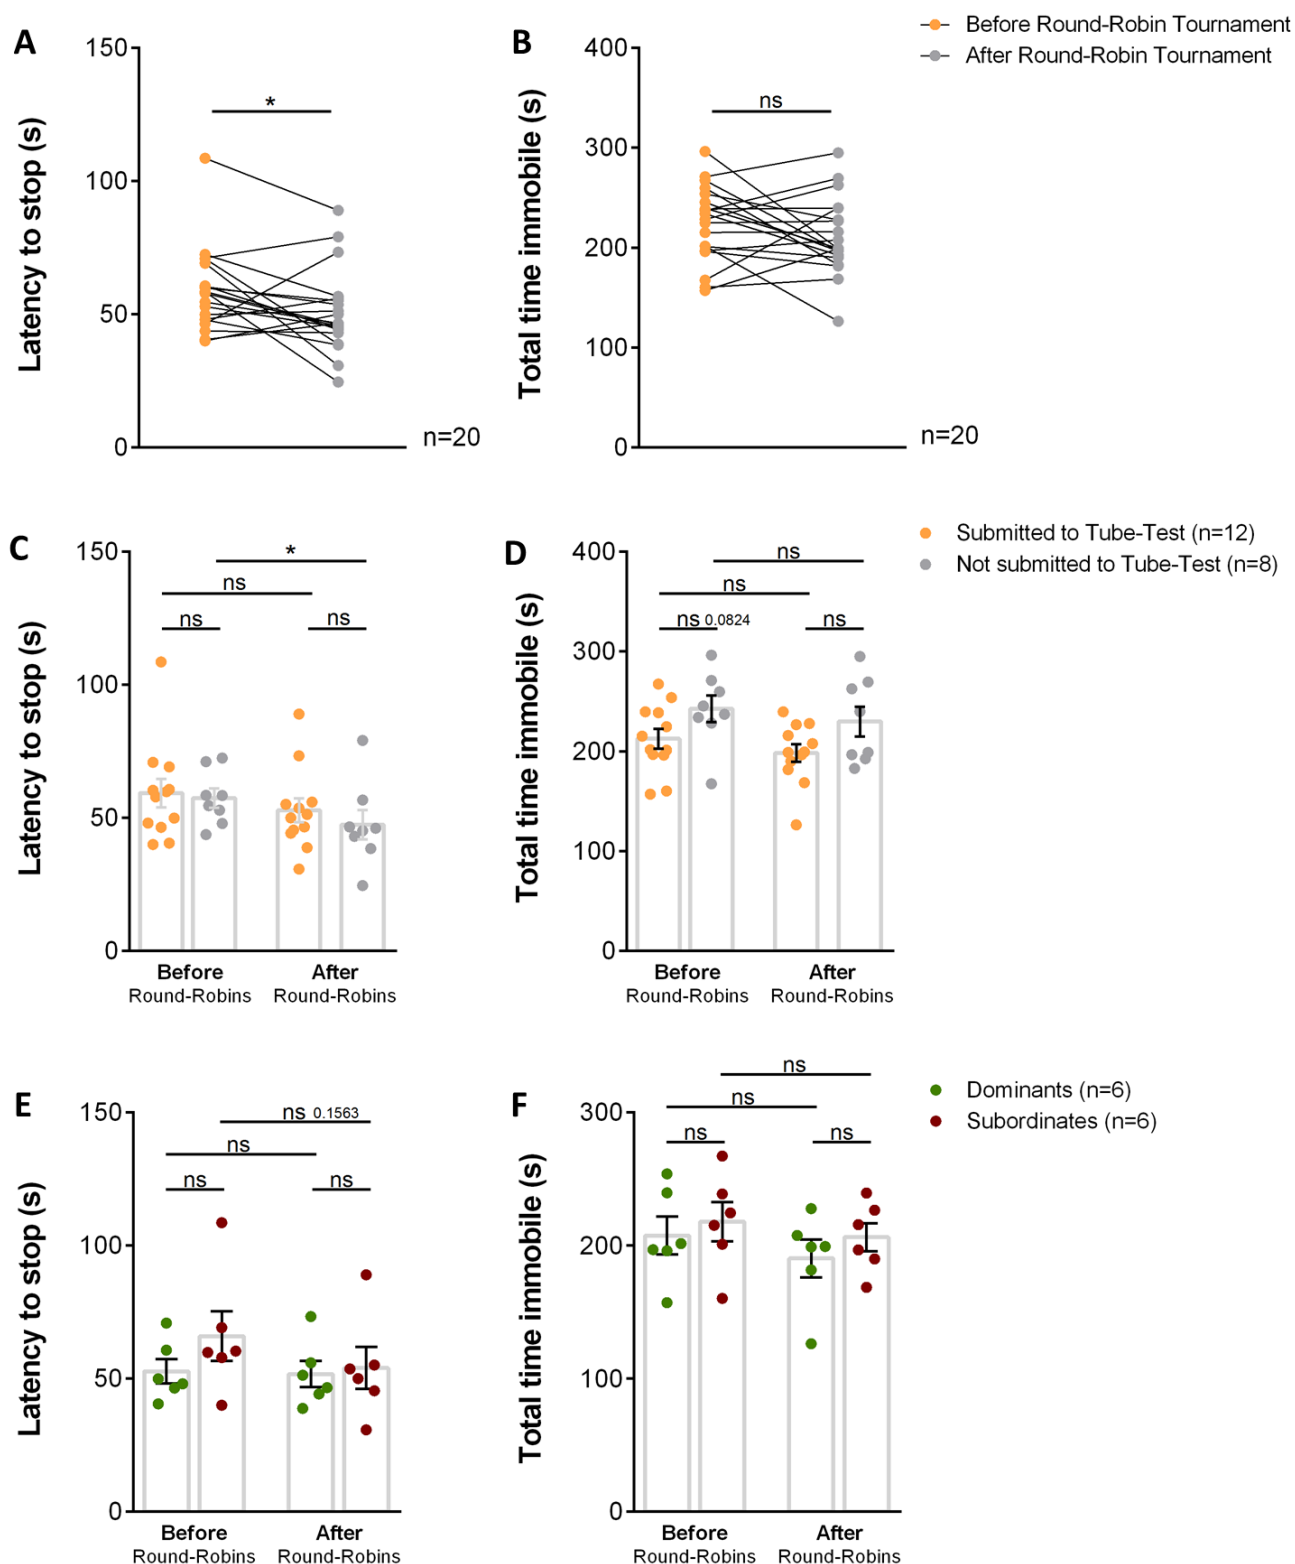 A
Latency to stop (s)
150
100
50
0
*
n=20
B
Total time immobile (s)
400
300
200
100
0
ns
n=20
Before Round-Robin Tournament
After Round-Robin Tournament
C
Latency to stop (s)
150
100
50
0
*
ns
ns
ns
Before
Round-Robins
After
Round-Robins
D
Total time immobile (s)
400
300
200
100
0
ns
ns
ns 0.0824
ns
Before
Round-Robins
After
Round-Robins
Submitted to Tube-Test (n=12)
Not submitted to Tube-Test (n=8)
E
Latency to stop (s)
150
100
50
0
ns 0.1563
ns
ns
ns
Before
Round-Robins
After
Round-Robins
F
Total time immobile (s)
300
200
100
0
ns
ns
ns
ns
Before
Round-Robins
After
Round-Robins
Dominants (n=6)
Subordinates (n=6)